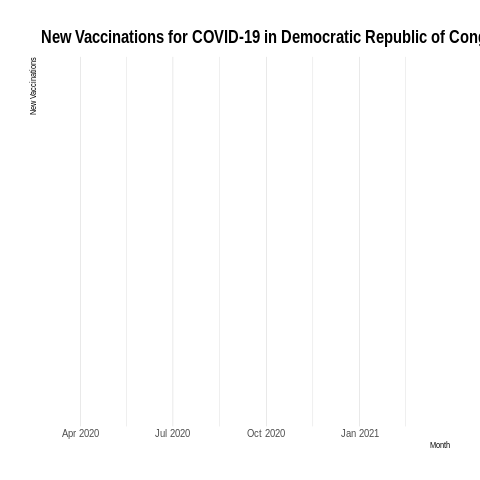 New Vaccinations for COVID-19 in Democratic Republic of Cong
New Vaccinations
Apr 2020
Jul 2020
Oct 2020
Jan 2021
Month